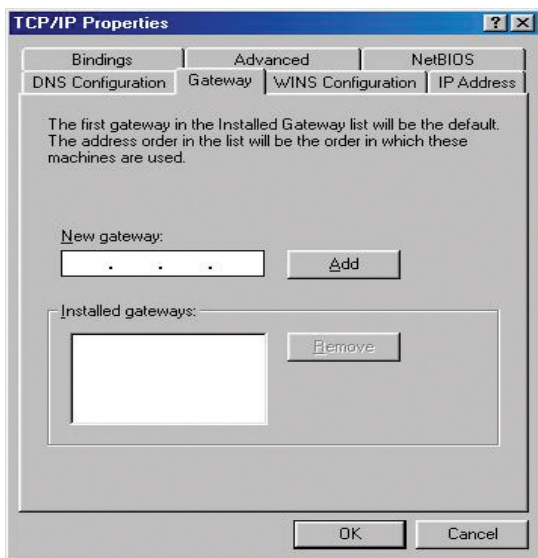 TCP/IP Properties
? X
Bindings Advanced NetBIOS
DNS Configuration Gateway WINS Configuration IP Address
The first gateway in the Installed Gateway list will be the default.
The address order in the list will be the order in which these
machines are used.
New gateway:
. . .
Add
Installed gateways:
Remove
OK Cancel